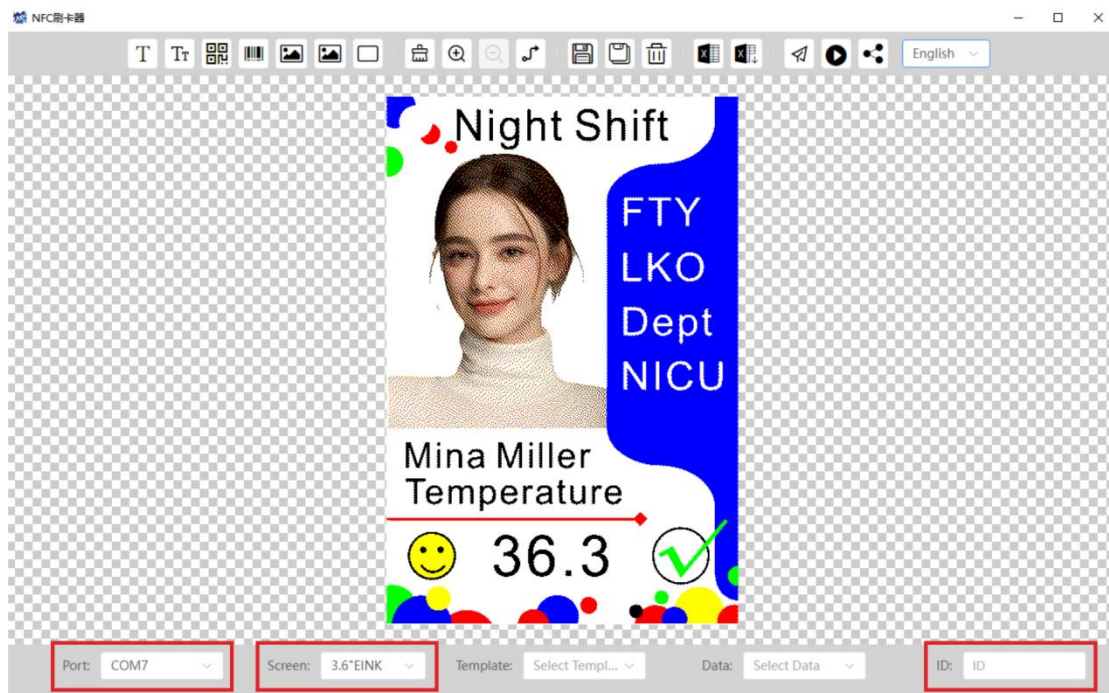 NFC刷卡器
T
TT
English
Night Shift
FTY
LKO
Dept
NICU
Mina Miller
Temperature
36.3
Port: COM7
Screen: 3.6"EINK
Template: Select Templ...
Data: Select Data
ID: ID